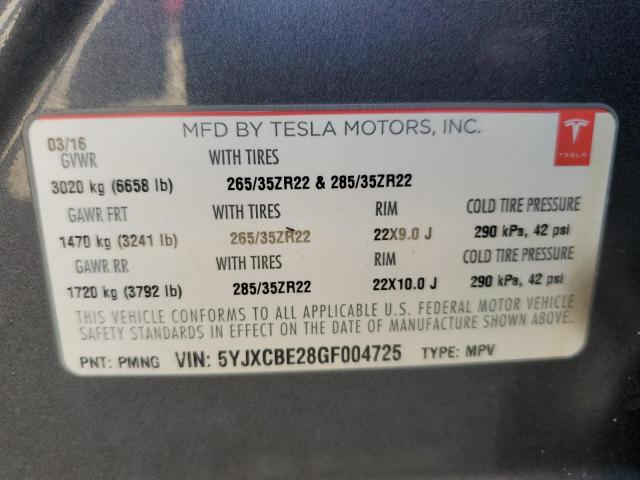 MFD BY TESLA MOTORS, INC.
TESLA
03/16
GVWR WITH TIRES
3020 kg (6658 lb) 265/35ZR22 & 285/35ZR22
GAWR FRT WITH TIRES RIM COLD TIRE PRESSURE
1470 kg (3241 lb) 265/35ZR22 22X9.0 J 290 kPa, 42 psi
GAWR RR WITH TIRES RIM COLD TIRE PRESSURE
1720 kg (3792 lb) 285/35ZR22 22X10.0 J 290 kPa, 42 psi
THIS VEHICLE CONFORMS TO ALL APPLICABLE U.S. FEDERAL MOTOR VEHICLE
SAFETY STANDARDS IN EFFECT ON THE DATE OF MANUFACTURE SHOWN ABOVE.
PNT: PMNG VIN: 5YJXCBE28GF004725 TYPE: MPV